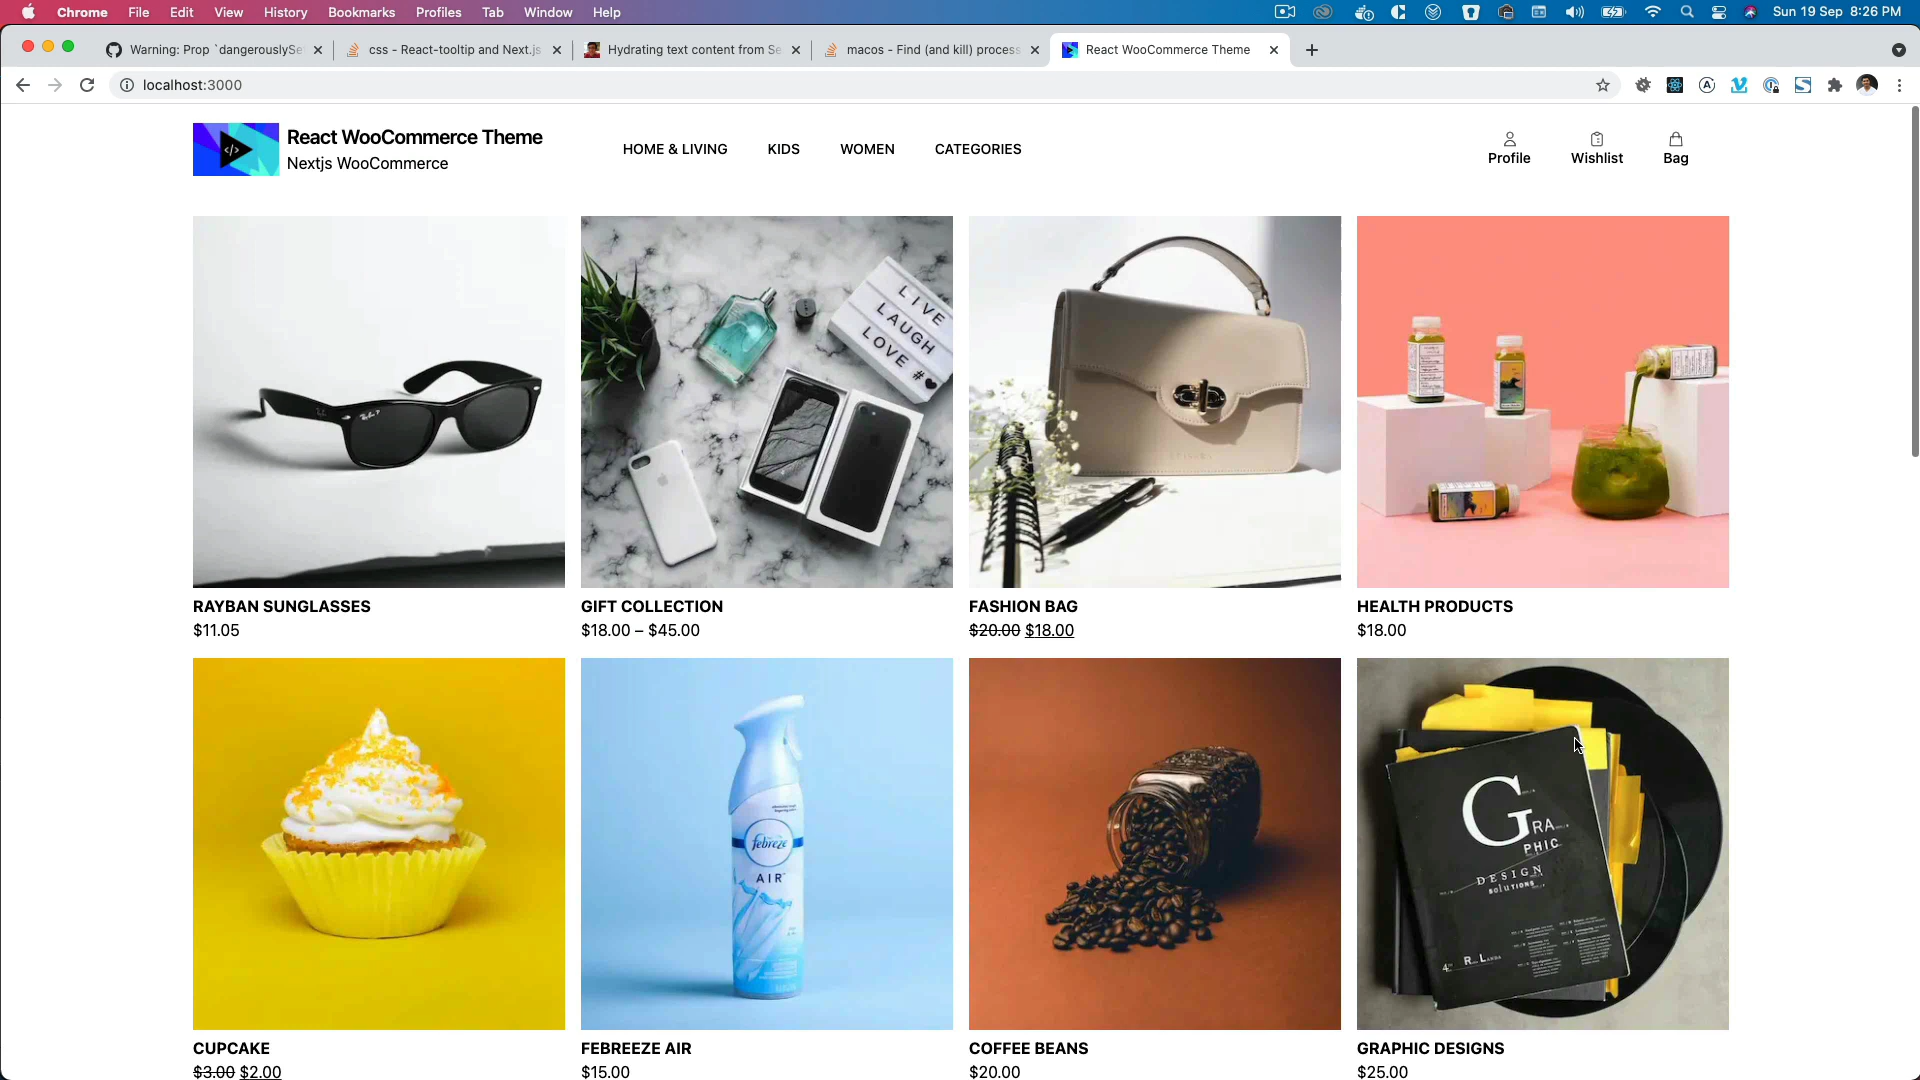 Chrome File Edit View History Bookmarks Profiles Tab Window Help Sun 19 Sep 8:26 PM
Warning: Prop `dangerouslySe css - React-tooltip and Next.js Hydrating text content from Se macos - Find (and kill) process React WooCommerce Theme
localhost:3000
React WooCommerce Theme
Nextjs WooCommerce
HOME & LIVING KIDS WOMEN CATEGORIES
Profile Wishlist Bag
LIVE
LAUGH
LOVE #
RAYBAN SUNGLASSES GIFT COLLECTION FASHION BAG HEALTH PRODUCTS
$11.05 $18.00 – $45.00 $20.00 $18.00 $18.00
febreze
AIR
GRA
PHIC
DESIGN
SOLUTIONS
R. LANDA
CUPCAKE FEBREEZE AIR COFFEE BEANS GRAPHIC DESIGNS
$3.00 $2.00 $15.00 $20.00 $25.00